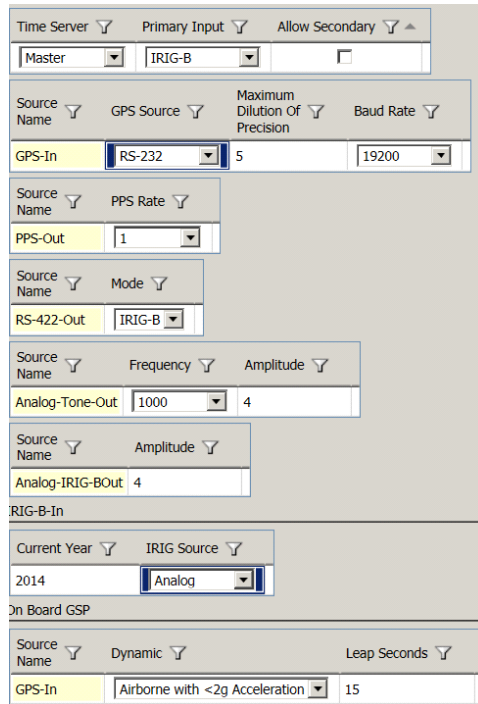 Time Server Primary Input Allow Secondary
Master IRIG-B
Source Name GPS Source Maximum Dilution Of Precision Baud Rate
GPS-In RS-232 5 19200
Source Name PPS Rate
PPS-Out 1
Source Name Mode
RS-422-Out IRIG-B
Source Name Frequency Amplitude
Analog-Tone-Out 1000 4
Source Name Amplitude
Analog-IRIG-BOut 4
IRIG-B-In
Current Year IRIG Source
2014 Analog
On Board GSP
Source Name Dynamic Leap Seconds
GPS-In Airborne with <2g Acceleration 15